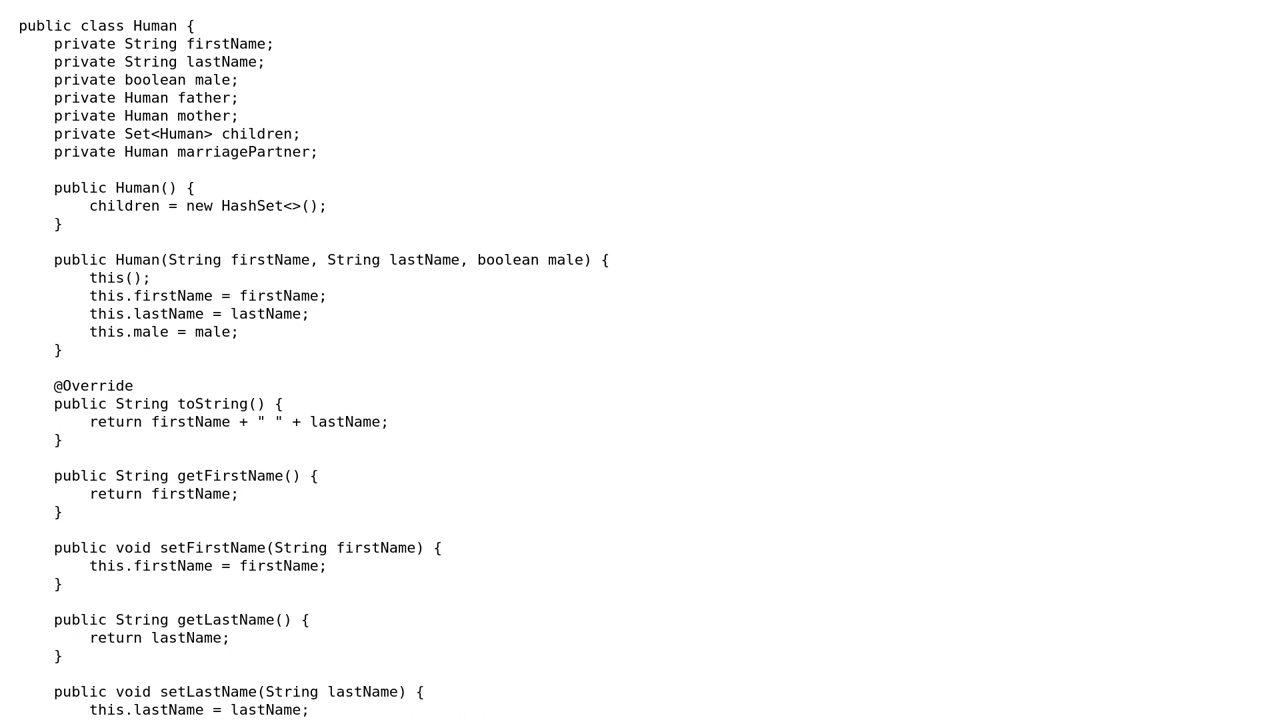 public class Human {
    private String firstName;
    private String lastName;
    private boolean male;
    private Human father;
    private Human mother;
    private Set<Human> children;
    private Human marriagePartner;

    public Human() {
        children = new HashSet<>();
    }

    public Human(String firstName, String lastName, boolean male) {
        this();
        this.firstName = firstName;
        this.lastName = lastName;
        this.male = male;
    }

    @Override
    public String toString() {
        return firstName + " " + lastName;
    }

    public String getFirstName() {
        return firstName;
    }

    public void setFirstName(String firstName) {
        this.firstName = firstName;
    }

    public String getLastName() {
        return lastName;
    }

    public void setLastName(String lastName) {
        this.lastName = lastName;